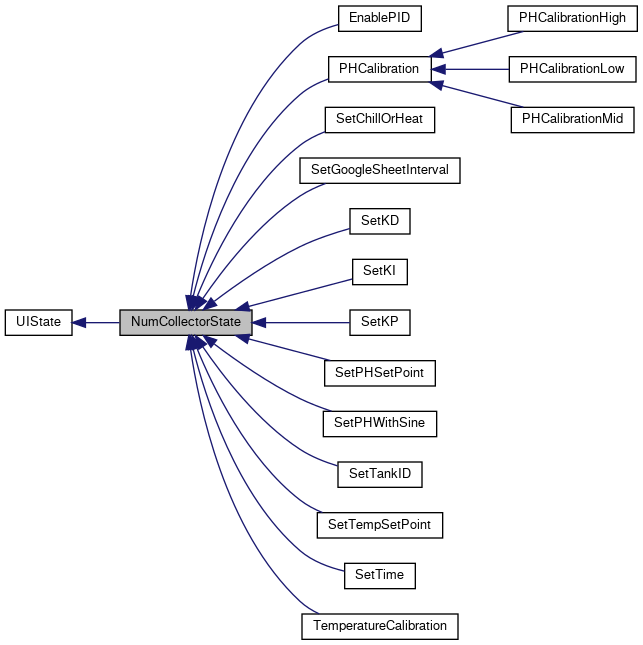 EnablePID
PHCalibrationHigh
PHCalibration
PHCalibrationLow
PHCalibrationMid
SetChillOrHeat
SetGoogleSheetInterval
SetKD
SetKI
UIState
NumCollectorState
SetKP
SetPHSetPoint
SetPHWithSine
SetTankID
SetTempSetPoint
SetTime
TemperatureCalibration